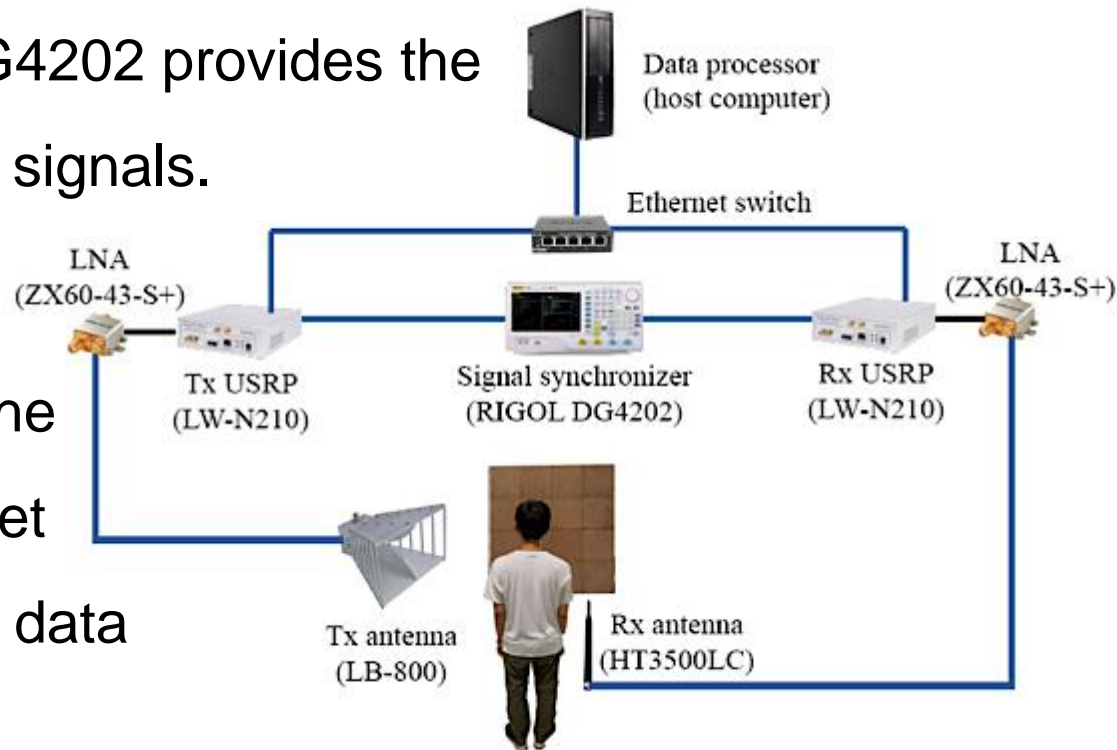 G4202 provides the
signals.
ne
et
data
Data processor
(host computer)
Ethernet switch
LNA
(ZX60-43-S+)
LNA
(ZX60-43-S+)
Tx USRP
(LW-N210)
Signal synchronizer
(RIGOL DG4202)
Rx USRP
(LW-N210)
Tx antenna
(LB-800)
Rx antenna
(HT3500LC)